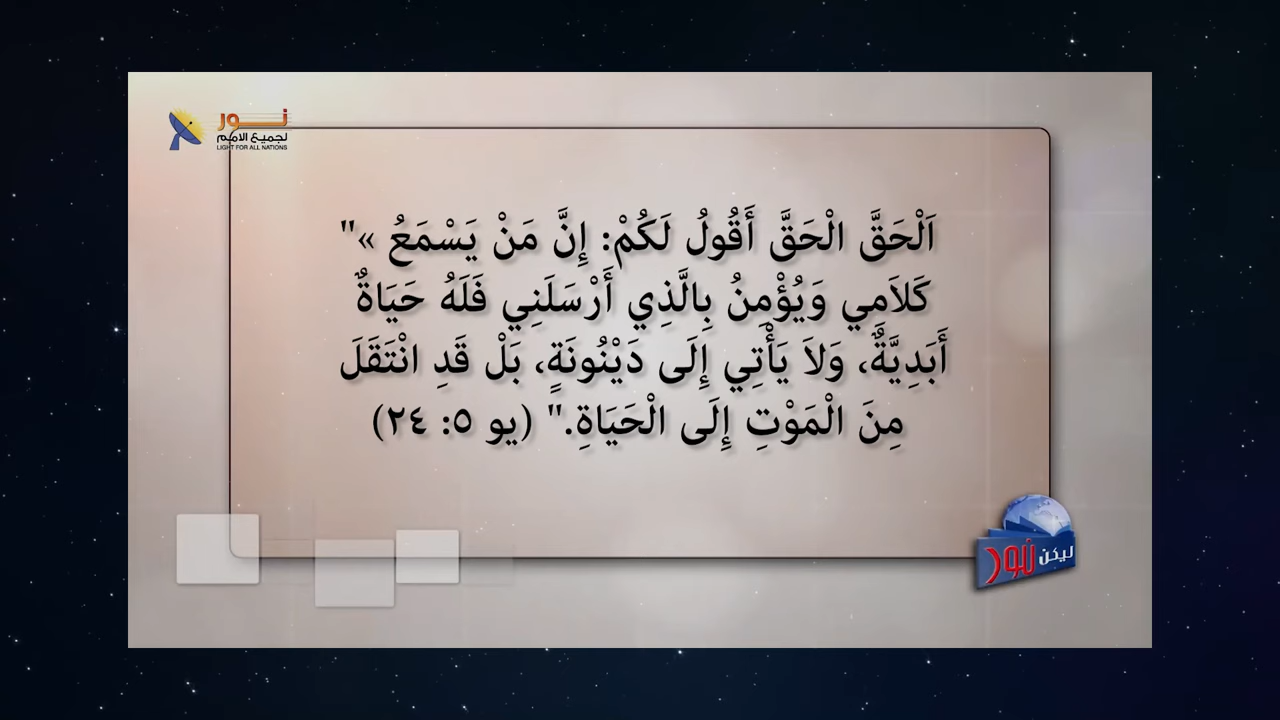 نور
لجميع الامم
LIGHT FOR ALL NATIONS
اَلْحَقَّ الْحَقَّ أَقُولُ لَكُمْ: إِنَّ مَنْ يَسْمَعُ »"
كَلاَمِي وَيُؤْمِنُ بِالَّذِي أَرْسَلَنِي فَلَهُ حَيَاةٌ
أَبَدِيَّةٌ، وَلاَ يَأْتِي إِلَى دَيْنُونَةٍ، بَلْ قَدِ انْتَقَلَ
مِنَ الْمَوْتِ إِلَى الْحَيَاةِ." (يو ٥: ٢٤)
ليكن نور